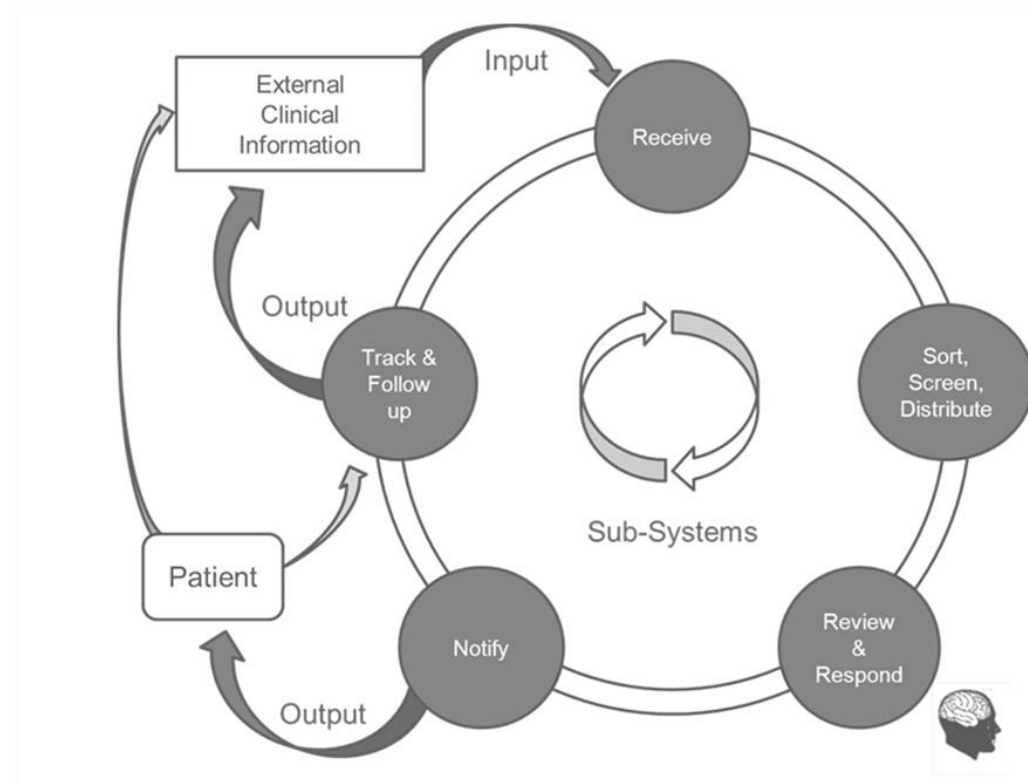 Input
External
Clinical
Information
Receive
Output
Track &
Follow
up
Sort,
Screen,
Distribute
Sub-Systems
Patient
Notify
Review
&
Respond
Output